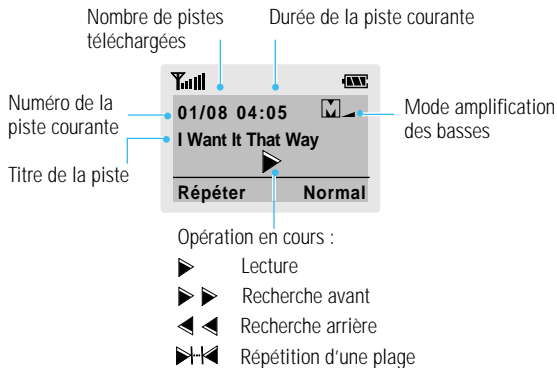 Nombre de pistes
téléchargées
Durée de la piste courante
Numéro de la
piste courante
Titre de la piste
01/08 04:05
I Want It That Way
Répéter Normal
Mode amplification
des basses
Opération en cours :
Lecture
Recherche avant
Recherche arrière
Répétition d'une plage